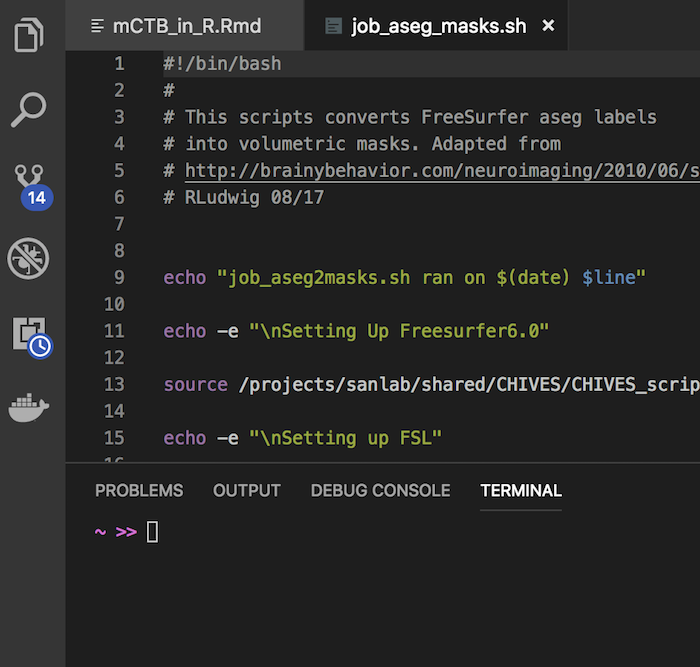 mCTB_in_R.Rmd job_aseg_masks.sh ×
1 #!/bin/bash
2 #
3 # This scripts converts FreeSurfer aseg labels
4 # into volumetric masks. Adapted from
5 # http://brainybehavior.com/neuroimaging/2010/06/s
6 # RLudwig 08/17
7
8
9 echo "job_aseg2masks.sh ran on $(date) $line"
10
11 echo -e "\nSetting Up Freesurfer6.0"
12
13 source /projects/sanlab/shared/CHIVES/CHIVES_scrip
14
15 echo -e "\nSetting up FSL"
14
PROBLEMS OUTPUT DEBUG CONSOLE TERMINAL
~ >>